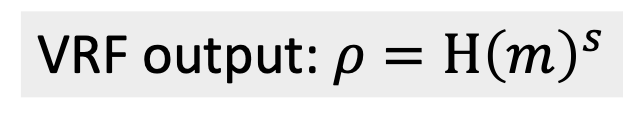 VRF output: ρ = H(m)ˢ